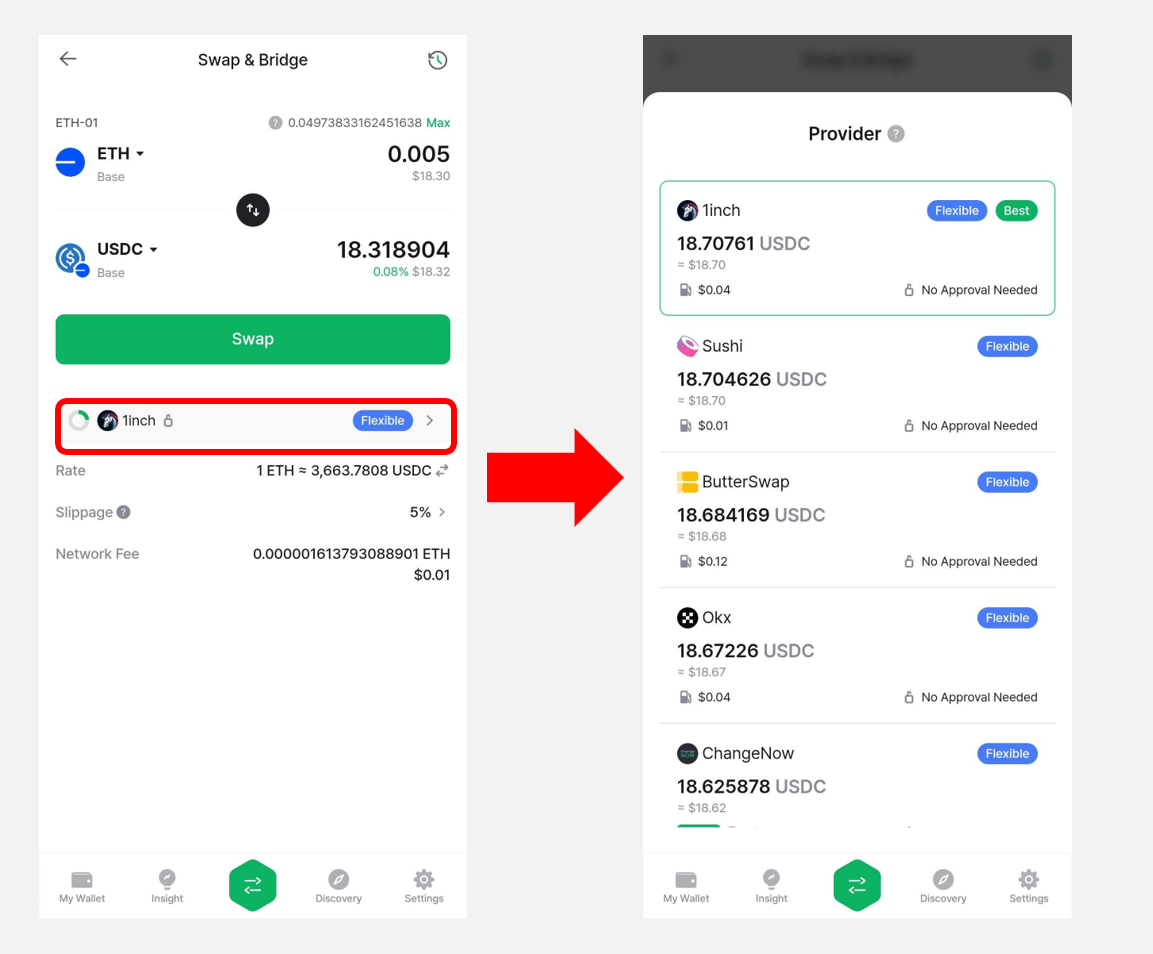 Swap & Bridge
ETH-01
? 0.04973833162451638 Max
ETH
0.005
Base
$18.30
USDC
18.318904
Base
0.08% $18.32
Swap
1inch
Flexible
Rate
1 ETH ≈ 3,663.7808 USDC
Slippage ?
5%
Network Fee
0.000001613793088901 ETH
$0.01
My Wallet
Insight
Discovery
Settings
Provider ?
1inch
Flexible
Best
18.70761 USDC
≈ $18.70
$0.04
No Approval Needed
Sushi
Flexible
18.704626 USDC
≈ $18.70
$0.01
No Approval Needed
ButterSwap
Flexible
18.684169 USDC
≈ $18.68
$0.12
No Approval Needed
Okx
Flexible
18.67226 USDC
≈ $18.67
$0.04
No Approval Needed
ChangeNow
Flexible
18.625878 USDC
≈ $18.62
My Wallet
Insight
Discovery
Settings